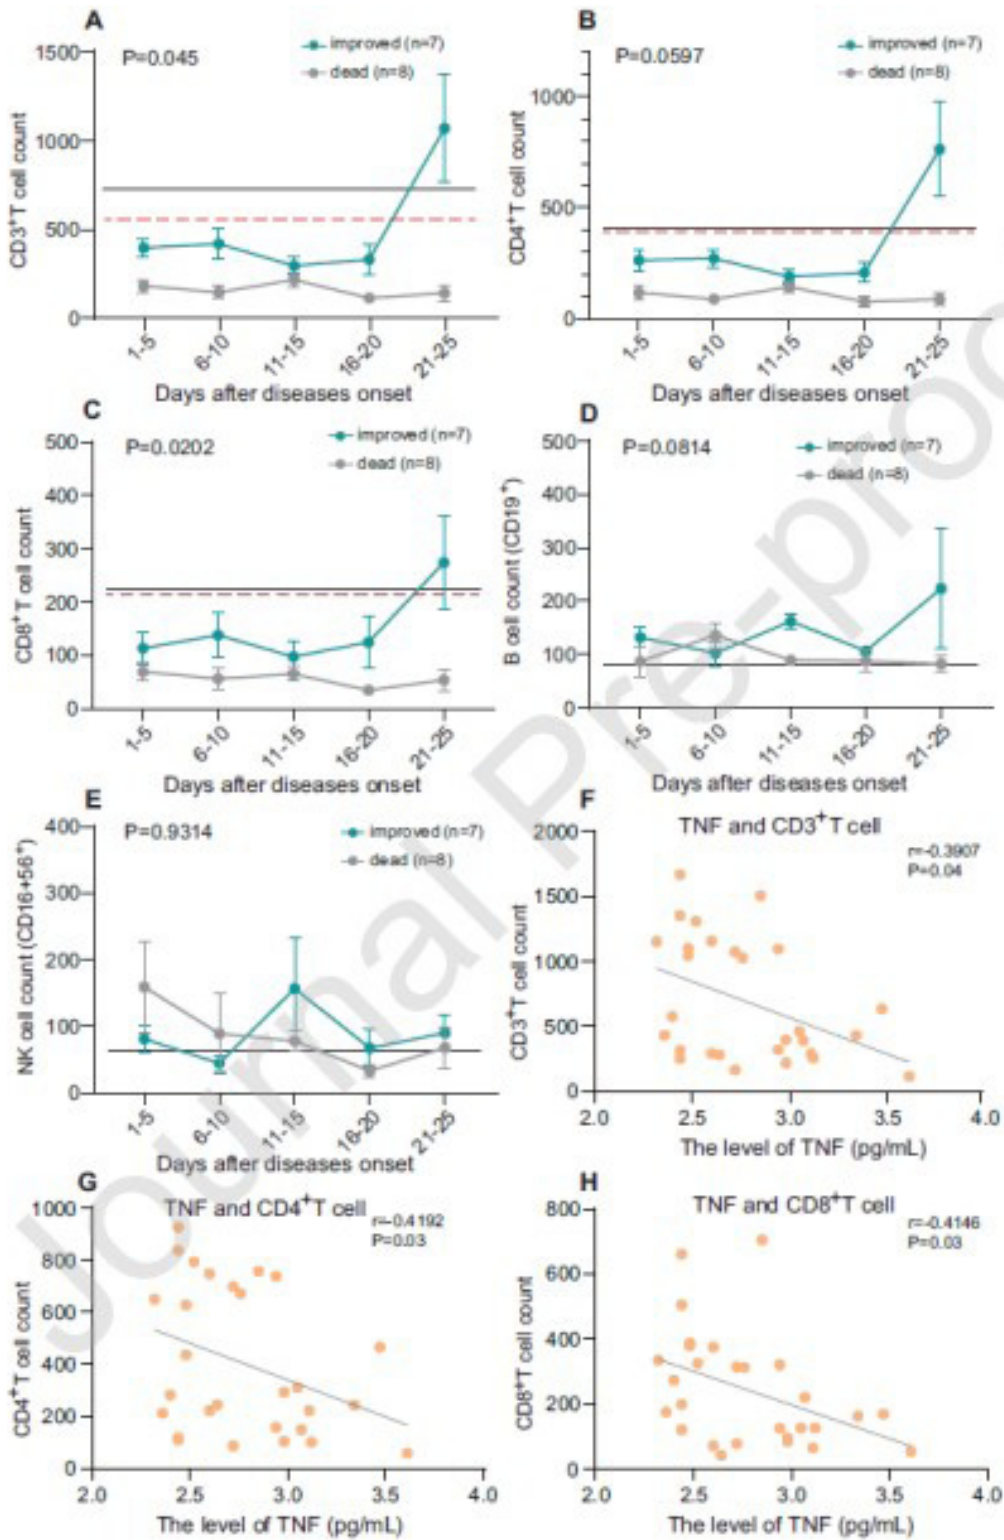 A
P=0.045
improved (n=7)
dead (n=8)
CD3+T cell count
1500
1000
500
0
1-5
6-10
11-15
16-20
21-25
Days after diseases onset
B
P=0.0597
improved (n=7)
dead (n=8)
CD4+T cell count
1000
500
0
1-5
6-10
11-15
16-20
21-25
Days after diseases onset
C
P=0.0202
improved (n=7)
dead (n=8)
CD8+T cell count
500
400
300
200
100
0
1-5
6-10
11-15
16-20
21-25
Days after diseases onset
D
P=0.0814
improved (n=7)
dead (n=8)
B cell count (CD19+)
500
400
300
200
100
0
1-5
6-10
11-15
16-20
21-25
Days after diseases onset
E
P=0.9314
improved (n=7)
dead (n=8)
NK cell count (CD16+56+)
400
300
200
100
0
1-5
6-10
11-15
16-20
21-25
Days after diseases onset
F
TNF and CD3+T cell
r=-0.3907
P=0.04
CD3+T cell count
2000
1500
1000
500
0
2.0
2.5
3.0
3.5
4.0
The level of TNF (pg/mL)
G
TNF and CD4+T cell
r=-0.4192
P=0.03
CD4+T cell count
1000
800
600
400
200
0
2.0
2.5
3.0
3.5
4.0
The level of TNF (pg/mL)
H
TNF and CD8+T cell
r=-0.4146
P=0.03
CD8+T cell count
800
600
400
200
0
2.0
2.5
3.0
3.5
4.0
The level of TNF (pg/mL)
Journal Pre-proo